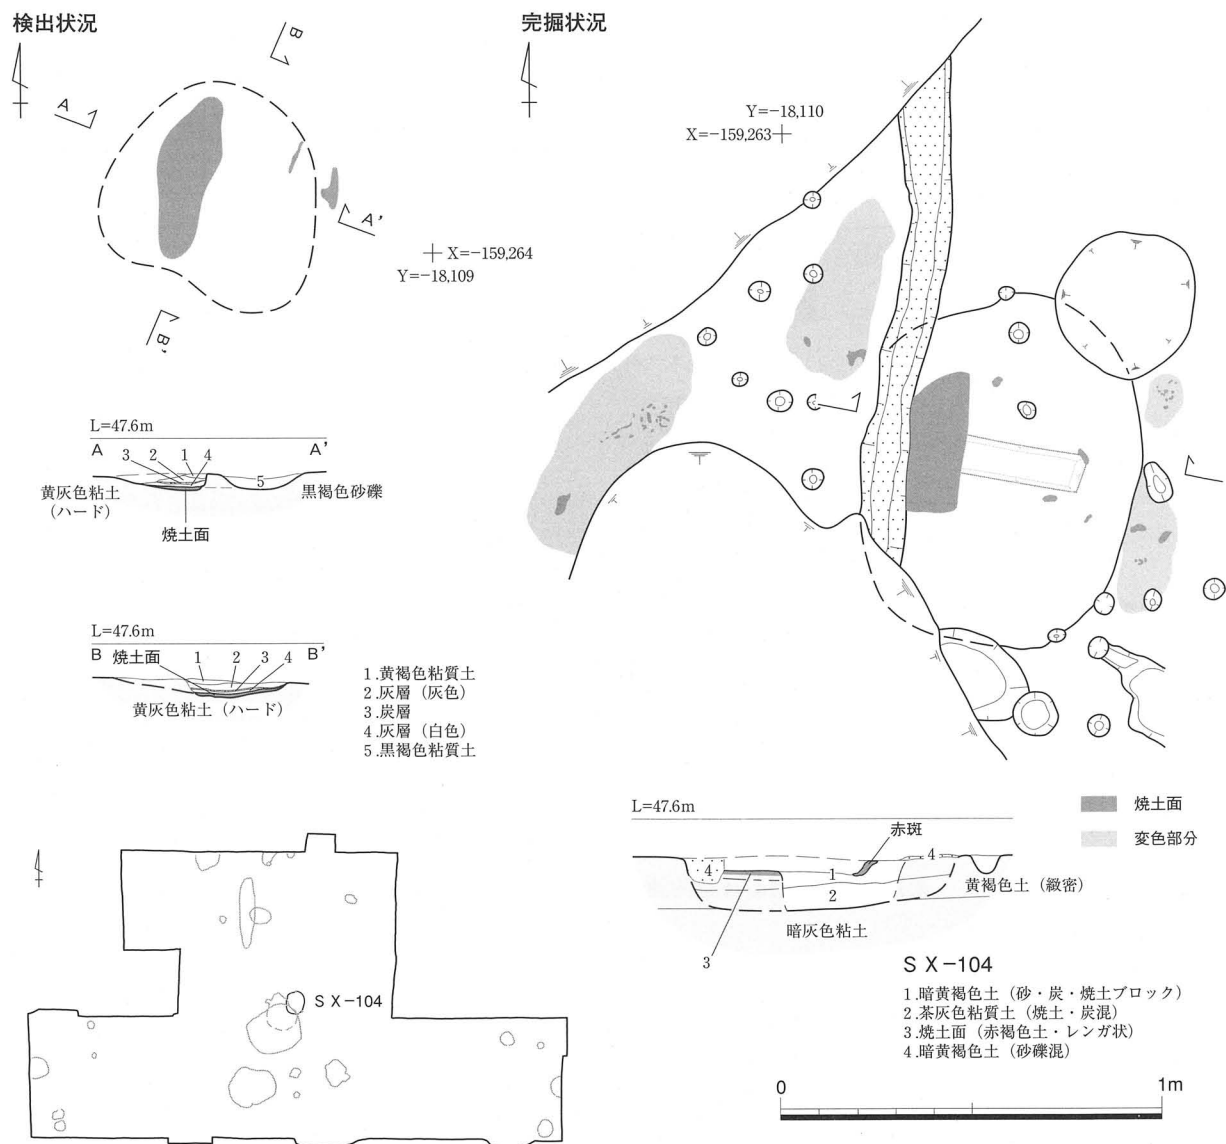 検出状況
B
A
A'
X=−159,264
Y=−18,109
B'
L=47.6m
A A'
3 2 1 4
5
黄灰色粘土
(ハード)
黒褐色砂礫
焼土面
L=47.6m
B B'
焼土面 1 2 3 4
黄灰色粘土(ハード)
1.黄褐色粘質土
2.灰層(灰色)
3.炭層
4.灰層(白色)
5.黒褐色粘質土
SX−104
完掘状況
Y=−18,110
X=−159,263
焼土面
変色部分
L=47.6m
赤斑
4
4
1
2
3
黄褐色土(緻密)
暗灰色粘土
SX−104
1.暗黄褐色土(砂・炭・焼土ブロック)
2.茶灰色粘質土(焼土・炭混)
3.焼土面(赤褐色土・レンガ状)
4.暗黄褐色土(砂礫混)
0 1m